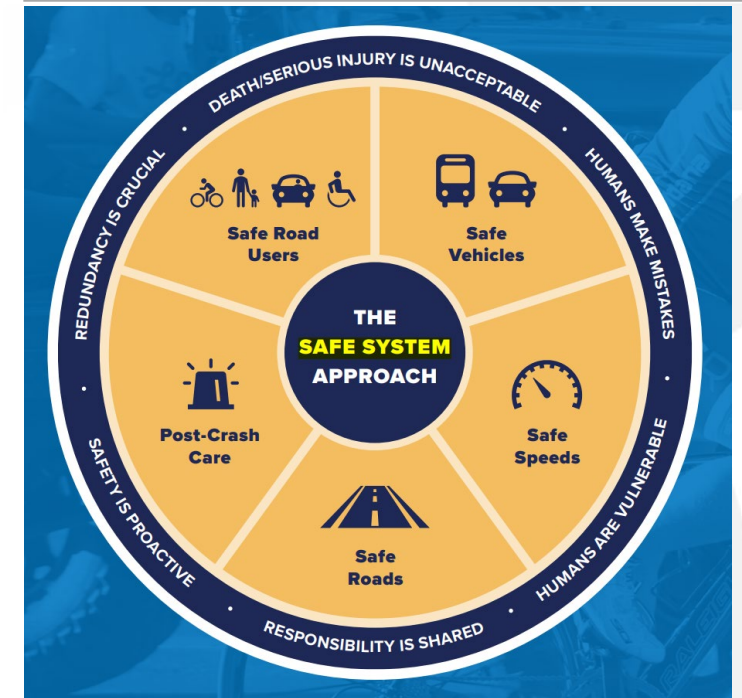 DEATH/SERIOUS INJURY IS UNACCEPTABLE
HUMANS MAKE MISTAKES
HUMANS ARE VULNERABLE
RESPONSIBILITY IS SHARED
SAFETY IS PROACTIVE
REDUNDANCY IS CRUCIAL
Safe Road
Users
Safe
Vehicles
Safe
Speeds
Safe
Roads
Post-Crash
Care
THE
SAFE SYSTEM
APPROACH
RALEIGH